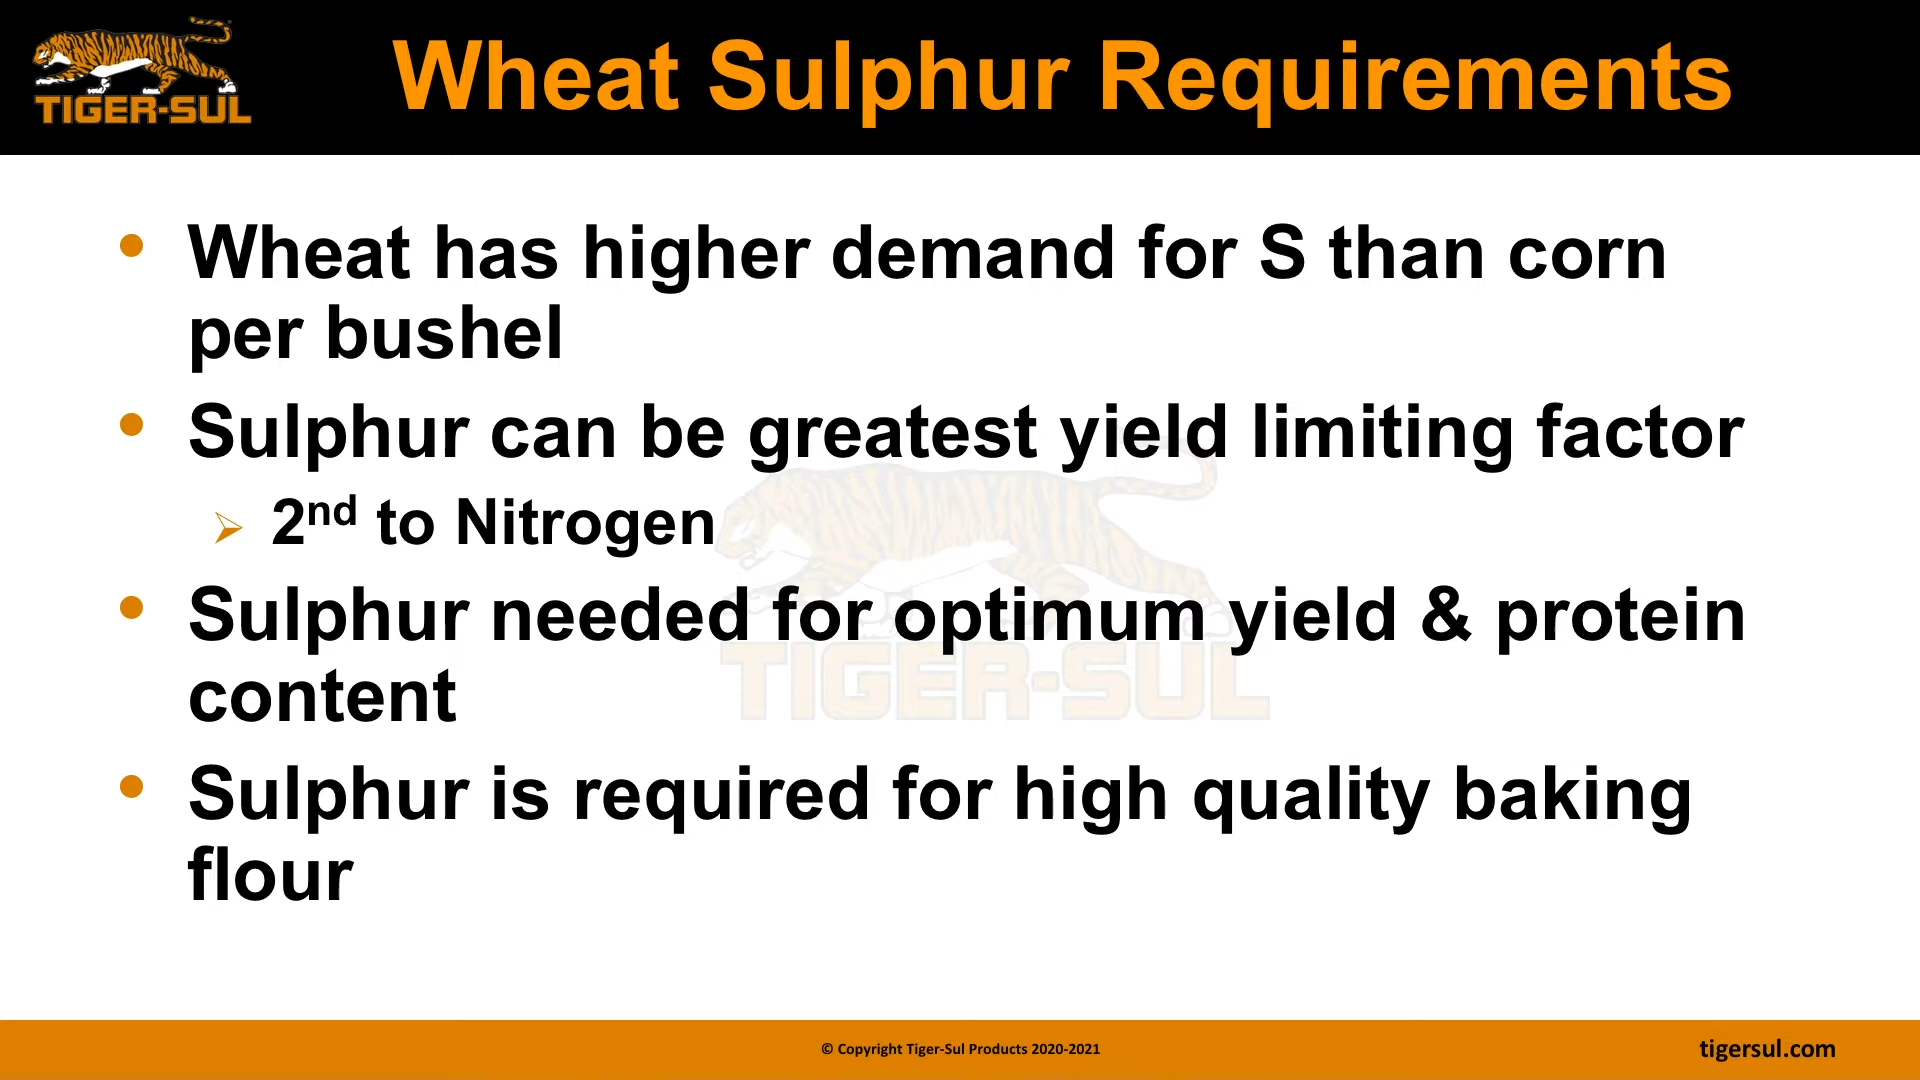 TIGER-SUL
Wheat Sulphur Requirements
• Wheat has higher demand for S than corn
per bushel
• Sulphur can be greatest yield limiting factor
➢ 2nd to Nitrogen
• Sulphur needed for optimum yield & protein
content
TIGER-SUL
• Sulphur is required for high quality baking
flour
© Copyright Tiger-Sul Products 2020-2021
tigersul.com